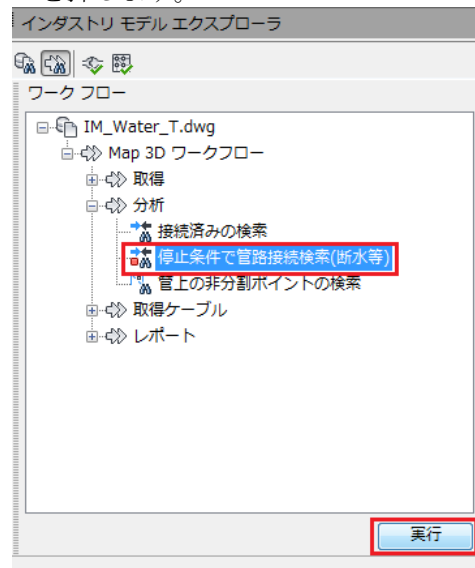 インダストリ モデル エクスプローラ
ワーク フロー
IM_Water_T.dwg
Map 3D ワークフロー
取得
分析
接続済みの検索
停止条件で管路接続検索(断水等)
管上の非分割ポイントの検索
取得ケーブル
レポート
実行